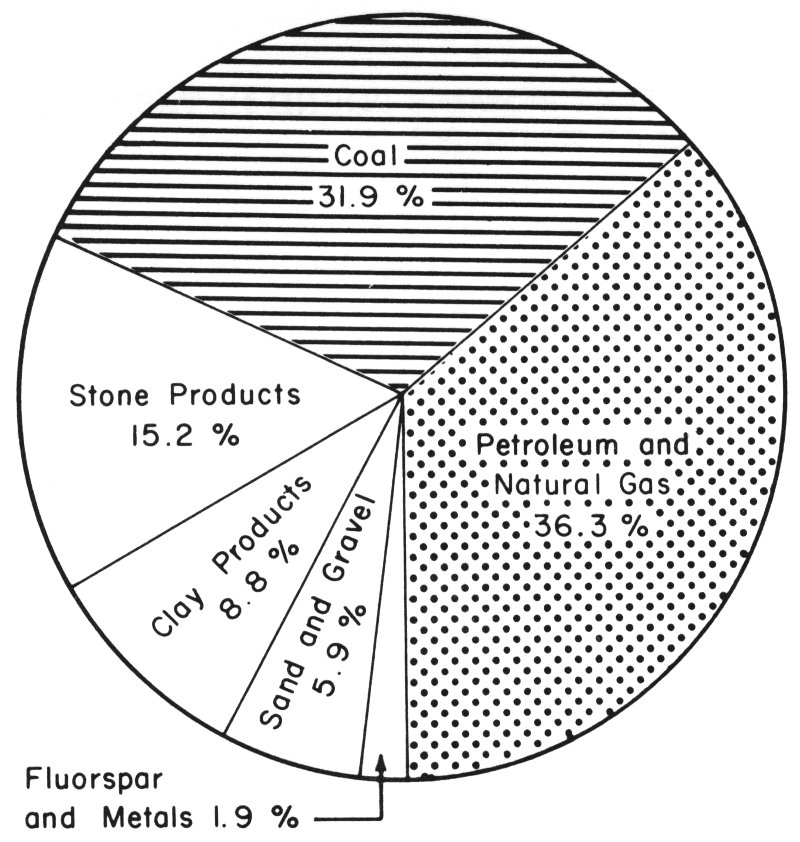 Coal
31.9 %
Petroleum and
Natural Gas
36.3 %
Stone Products
15.2 %
Clay Products
8.8 %
Sand and Gravel
5.9 %
Fluorspar
and Metals 1.9 %